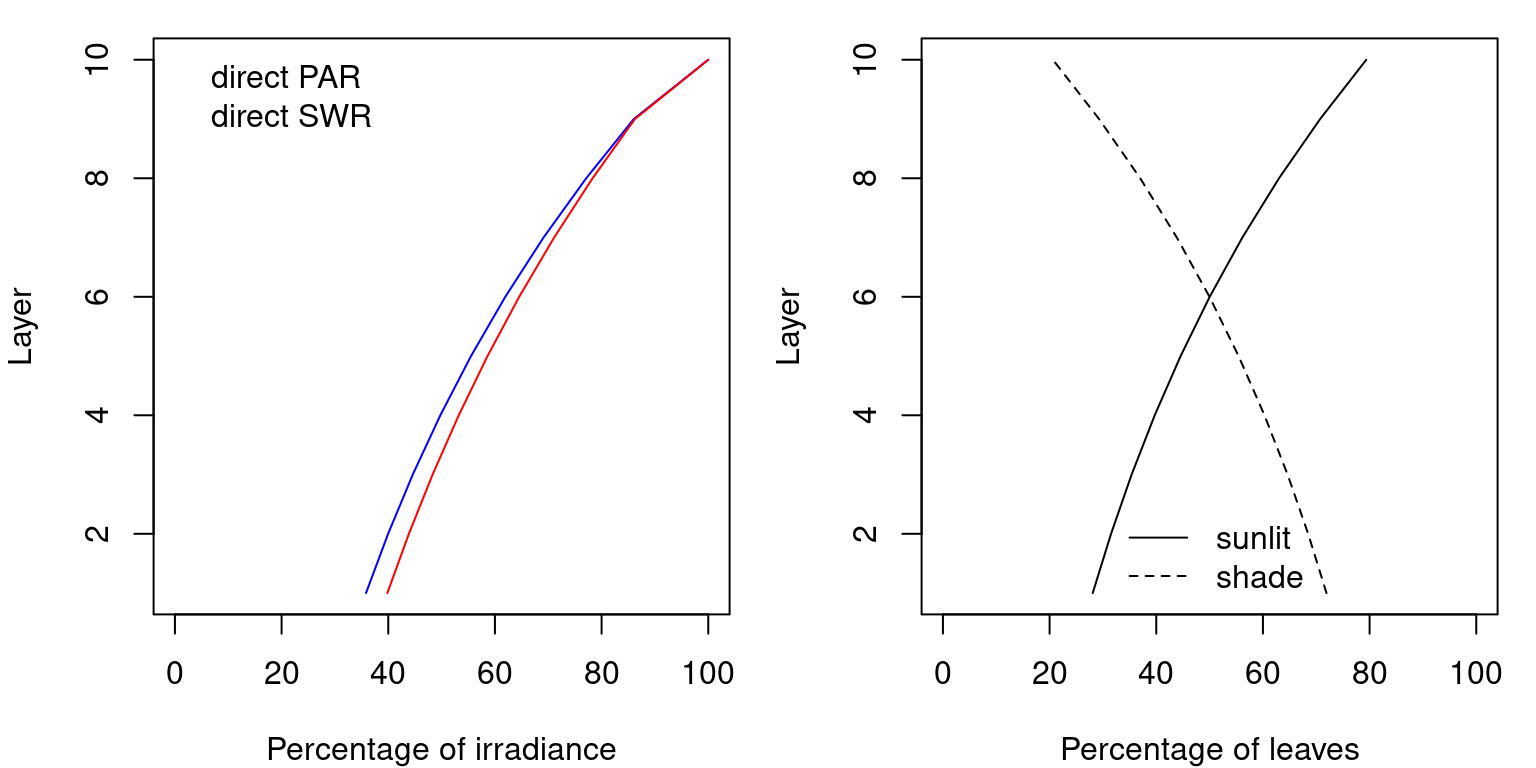 direct PAR
direct SWR
10
8
6
4
2
Layer
0 20 40 60 80 100
Percentage of irradiance
10
8
6
4
2
Layer
sunlit
shade
0 20 40 60 80 100
Percentage of leaves